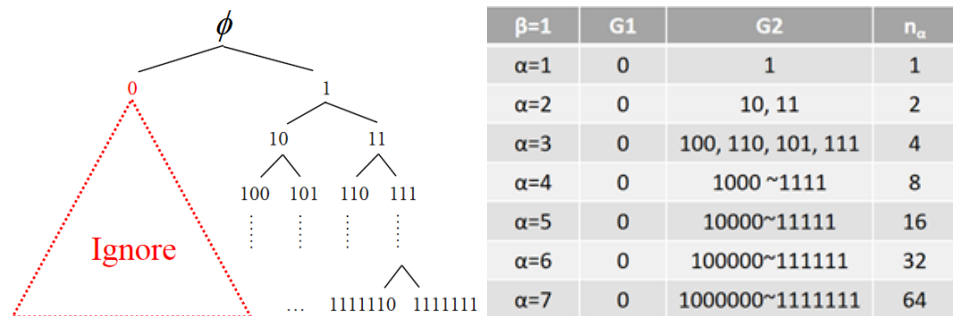 ϕ
0 1
10 11
100 101 110 111
Ignore
... 1111110 1111111
β=1 G1 G2 nα
α=1 0 1 1
α=2 0 10, 11 2
α=3 0 100, 110, 101, 111 4
α=4 0 1000 ~1111 8
α=5 0 10000~11111 16
α=6 0 100000~111111 32
α=7 0 1000000~1111111 64